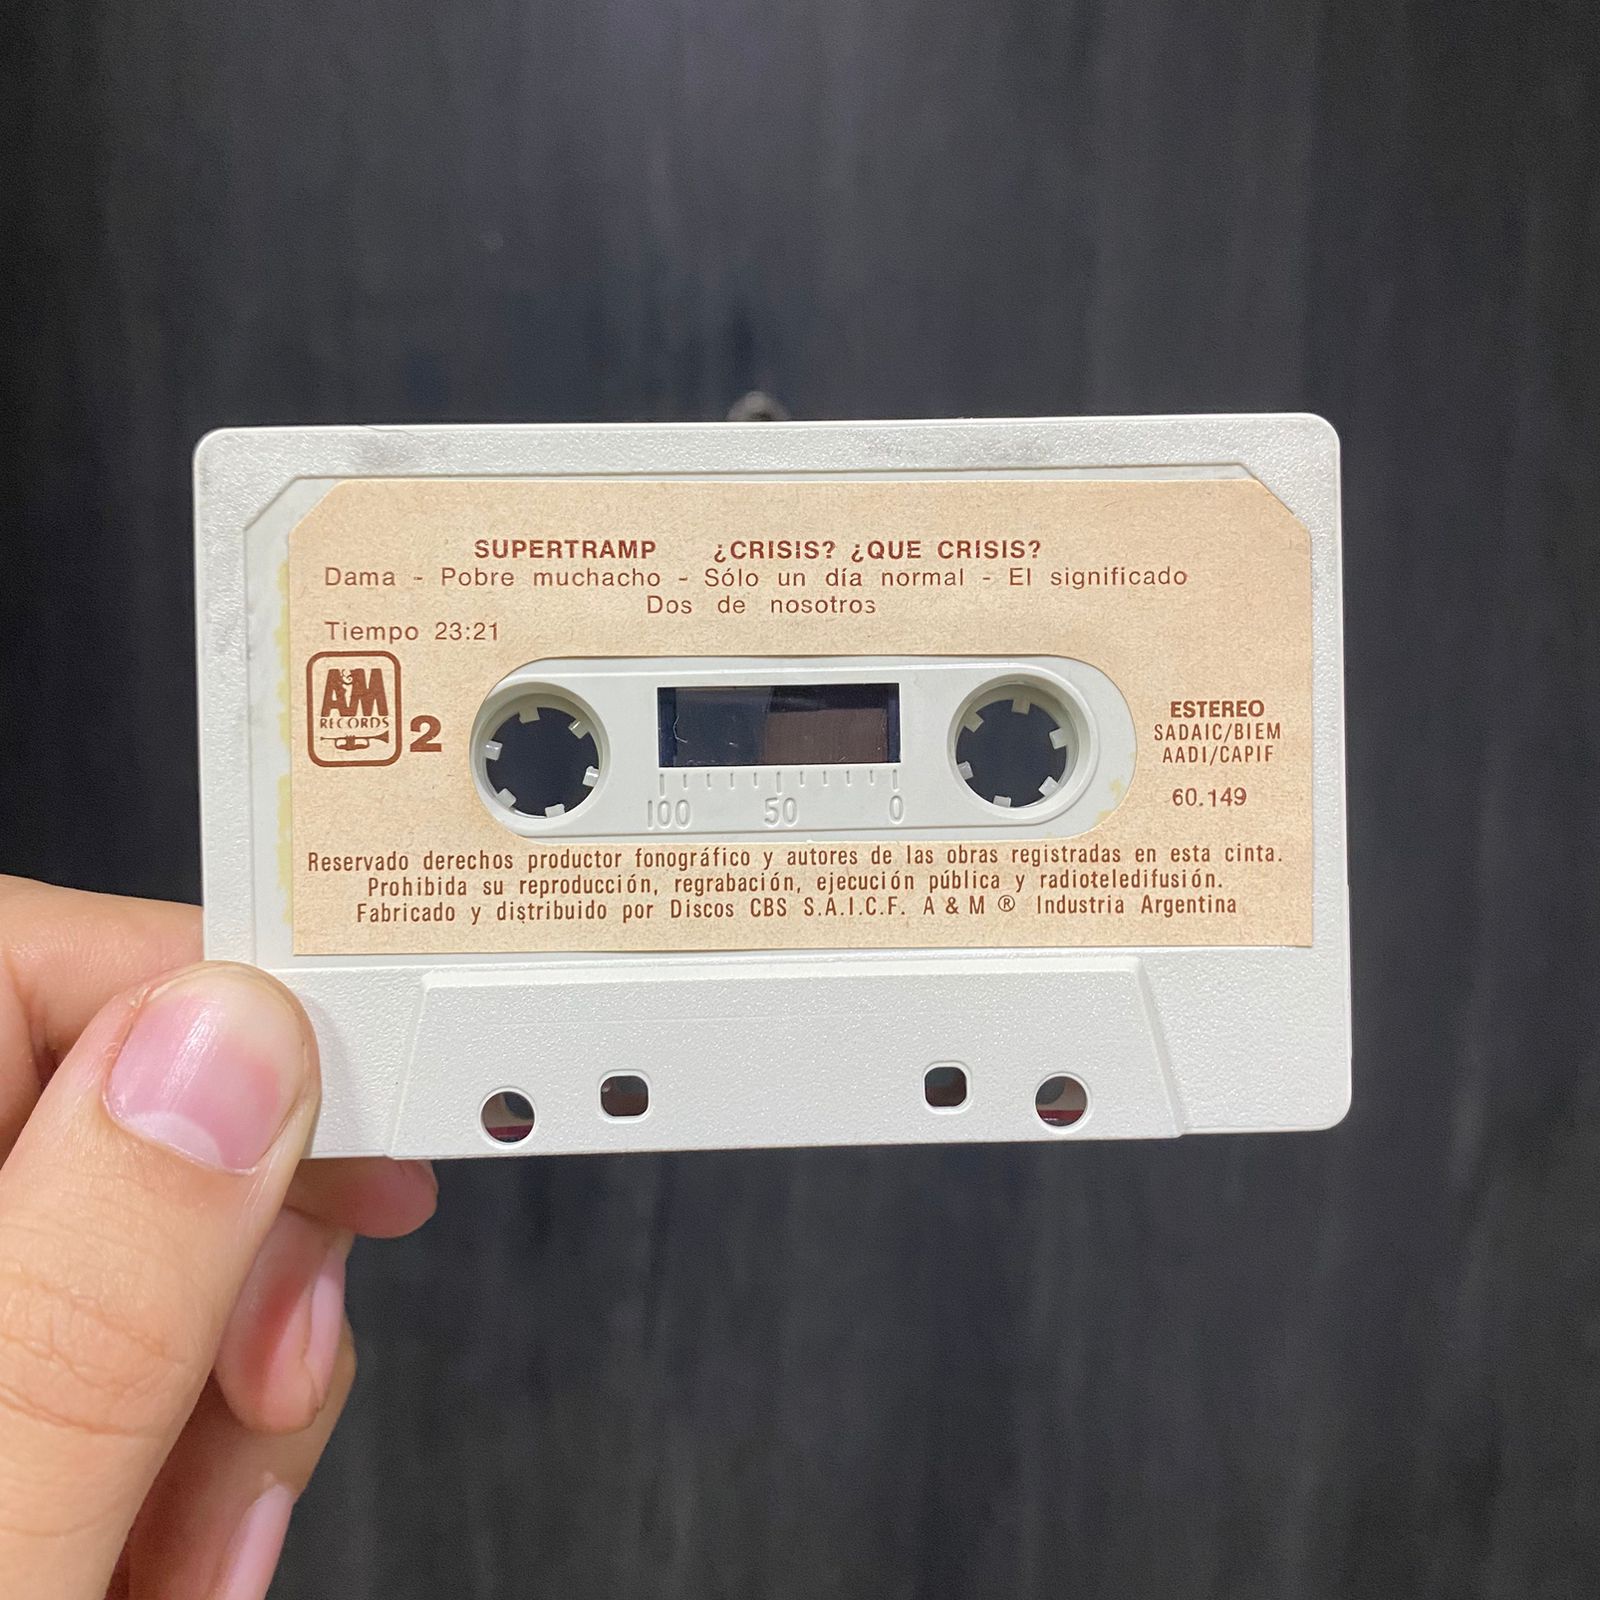 SUPERTRAMP ¿CRISIS? ¿QUE CRISIS?
Dama - Pobre muchacho - Sólo un día normal - El significado
Dos de nosotros
Tiempo 23:21
A&M
RECORDS
2
ESTEREO
SADAIC/BIEM
AADI/CAPIF
60.149
100 50 0
Reservado derechos productor fonográfico y autores de las obras registradas en esta cinta.
Prohibida su reproducción, regrabación, ejecución pública y radioteledifusión.
Fabricado y distribuido por Discos CBS S.A.I.C.F. A & M ® Industria Argentina